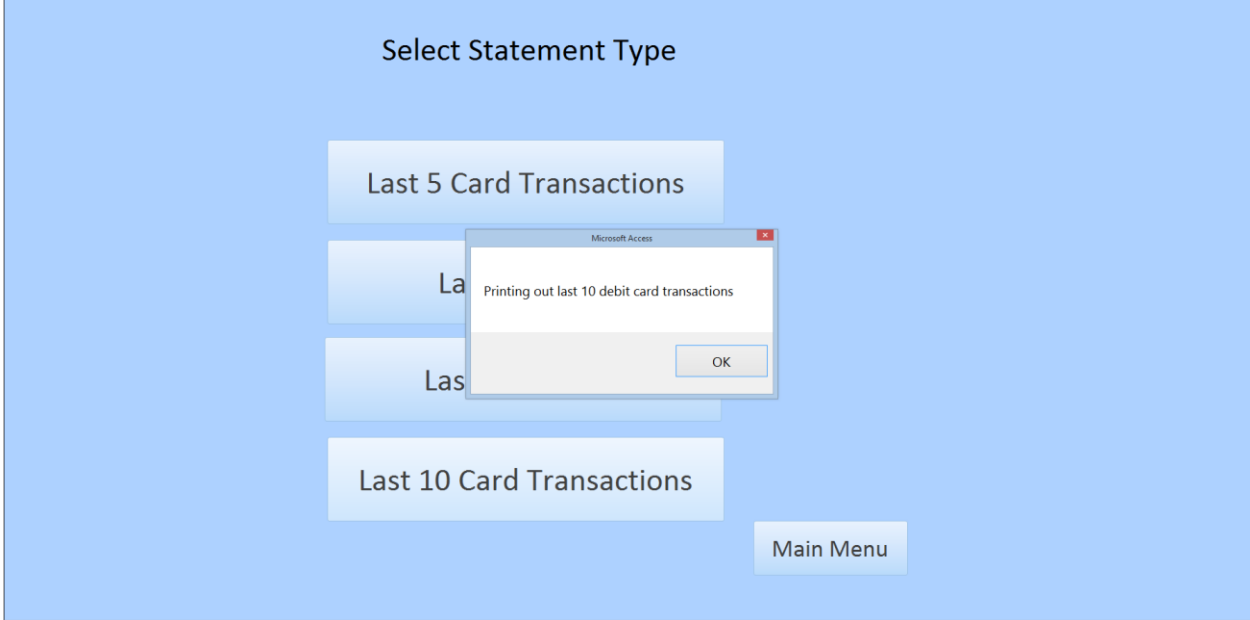 Select Statement Type
Last 5 Card Transactions
Microsoft Access
La
Printing out last 10 debit card transactions
OK
Las
Last 10 Card Transactions
Main Menu